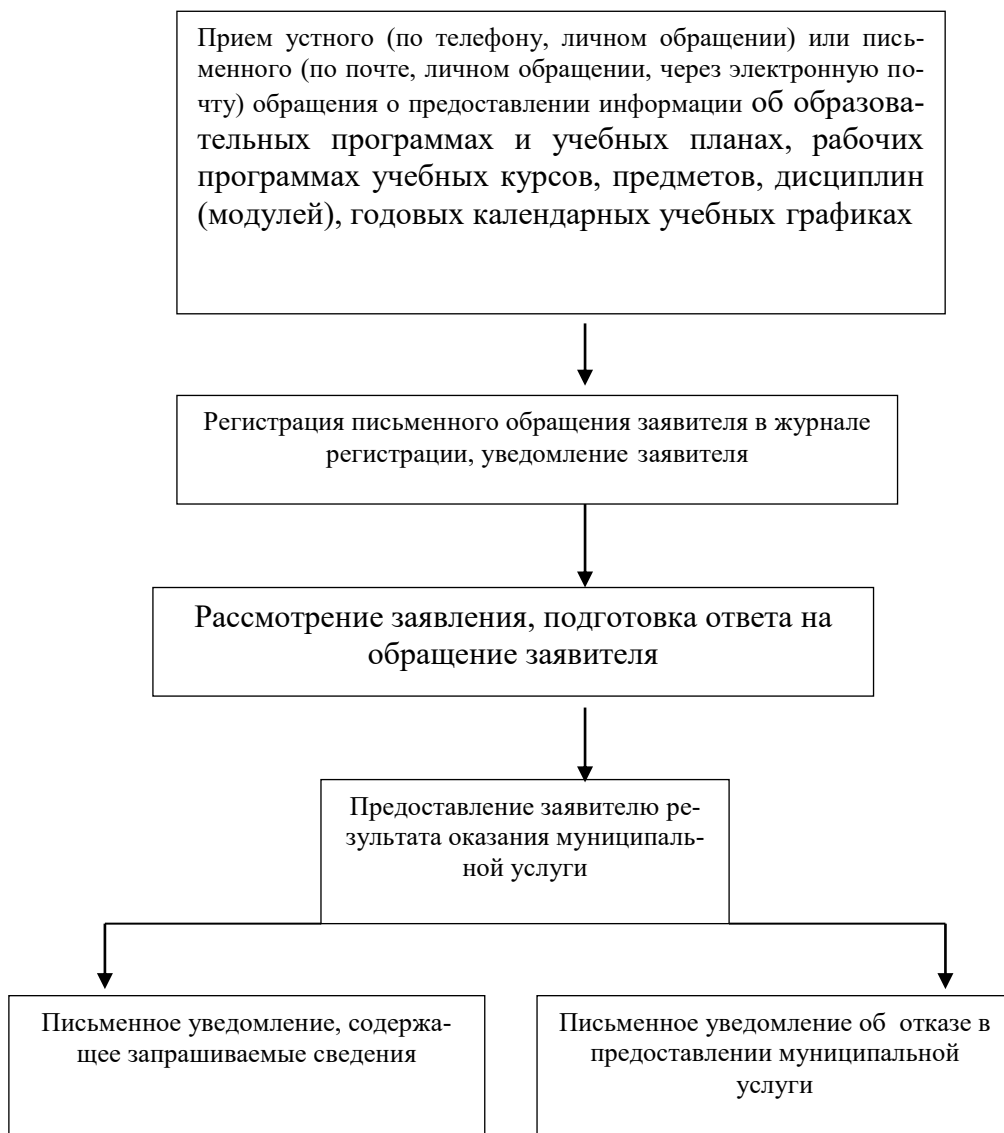 Прием устного (по телефону, личном обращении) или пись-
менного (по почте, личном обращении, через электронную по-
чту) обращения о предоставлении информации об образова-
тельных программах и учебных планах, рабочих
программах учебных курсов, предметов, дисциплин
(модулей), годовых календарных учебных графиках
Регистрация письменного обращения заявителя в журнале
регистрации, уведомление заявителя
Рассмотрение заявления, подготовка ответа на
обращение заявителя
Предоставление заявителю ре-
зультата оказания муниципаль-
ной услуги
Письменное уведомление, содержа-
щее запрашиваемые сведения
Письменное уведомление об  отказе в
предоставлении муниципальной
услуги